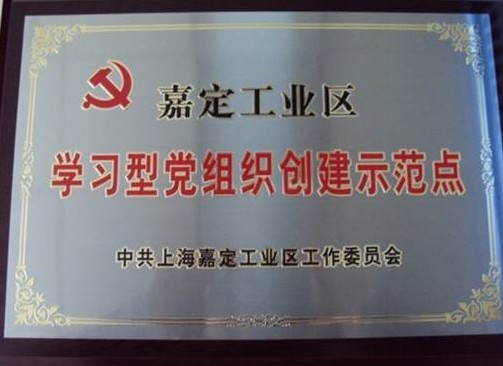 嘉定工业区
学习型党组织创建示范点
中共上海嘉定工业区工作委员会